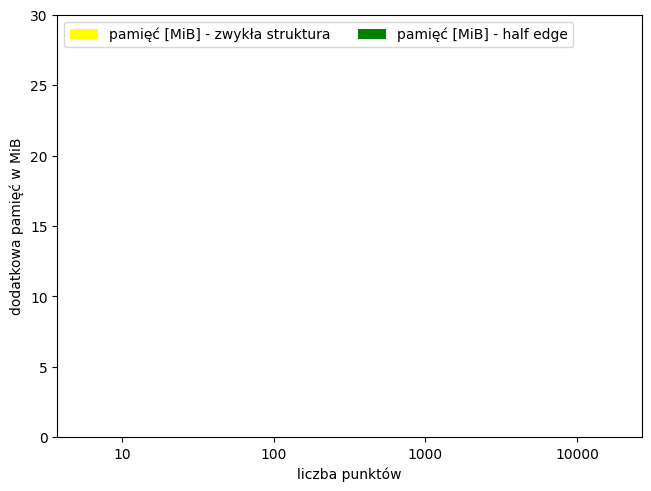 pamięć [MiB] - zwykła struktura
pamięć [MiB] - half edge
dodatkowa pamięć w MiB
30
25
20
15
10
5
0
10
100
1000
10000
liczba punktów